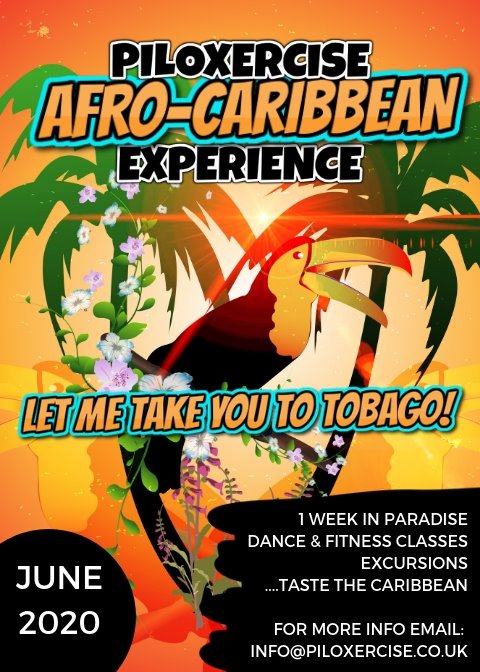 PILOXERCISE
AFRO-CARIBBEAN
EXPERIENCE
LET ME TAKE YOU TO TOBAGO!
1 WEEK IN PARADISE
DANCE & FITNESS CLASSES
EXCURSIONS
....TASTE THE CARIBBEAN
JUNE
2020
FOR MORE INFO EMAIL:
INFO@PILOXERCISE.CO.UK